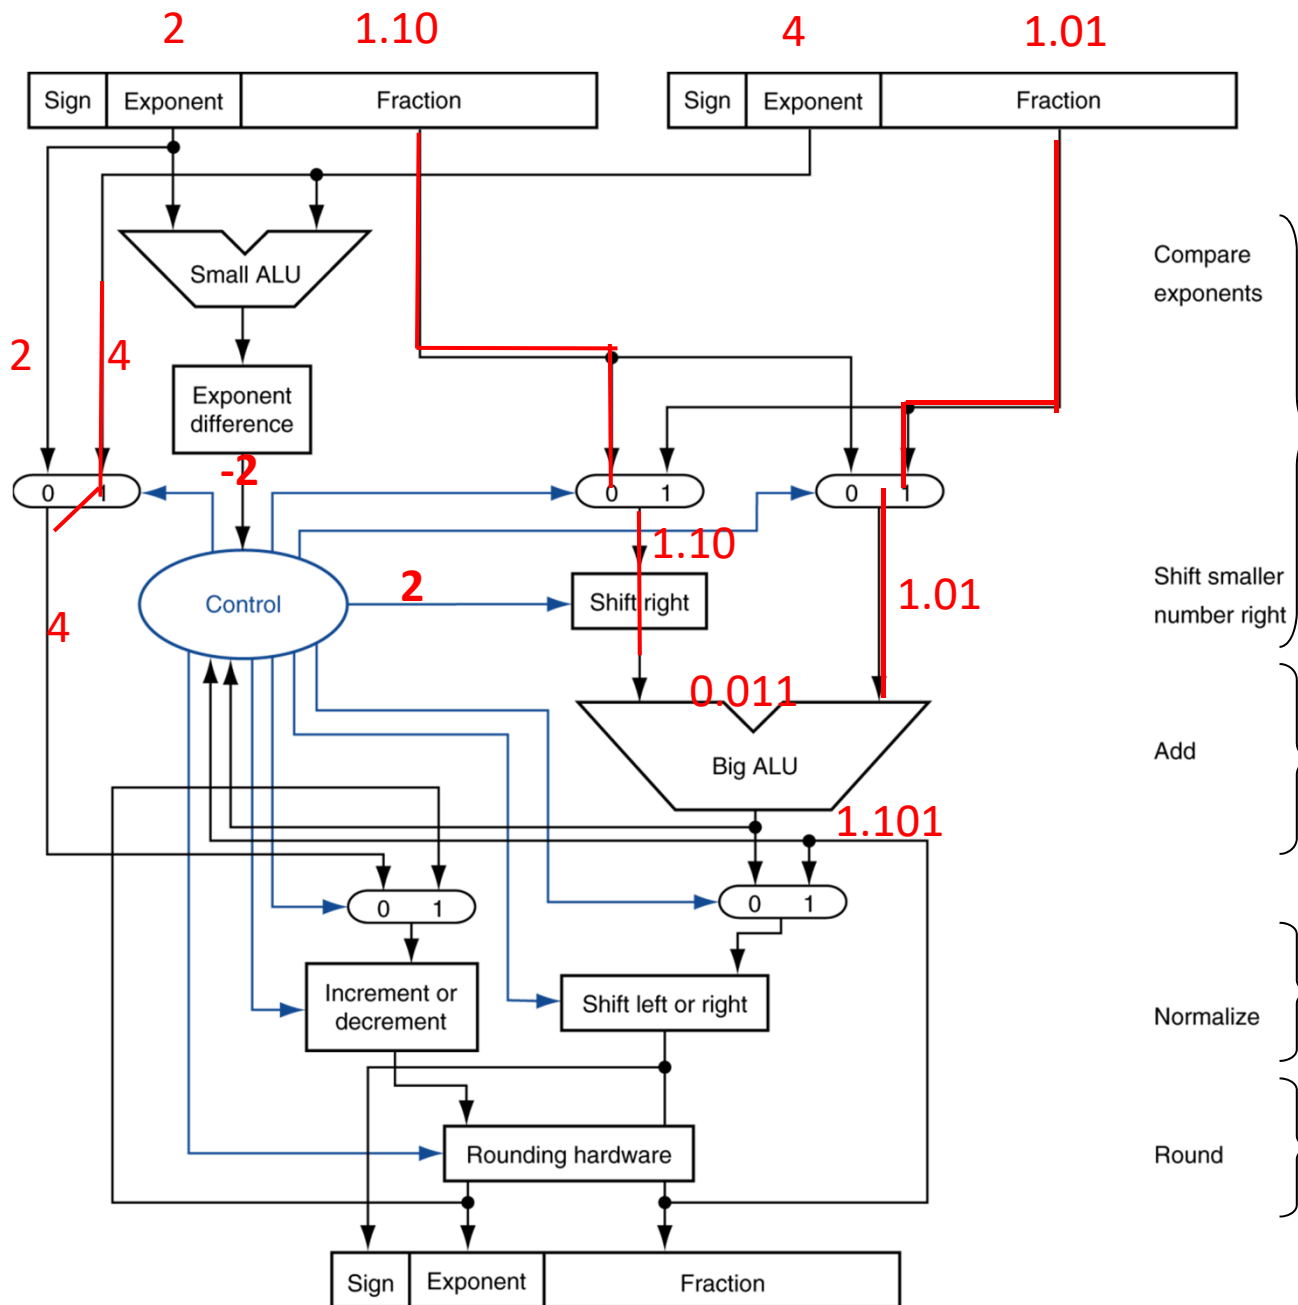 2 1.10 4 1.01
Sign Exponent Fraction Sign Exponent Fraction
Compare
exponents
Small ALU
2 4
Exponent
difference
-2
0 1 0 1 0 1
1.10
Control 2 Shift right 1.01
Shift smaller
number right
4
0.011
Add
Big ALU
1.101
0 1 0 1
Increment or
decrement
Shift left or right
Normalize
Rounding hardware
Round
Sign Exponent Fraction